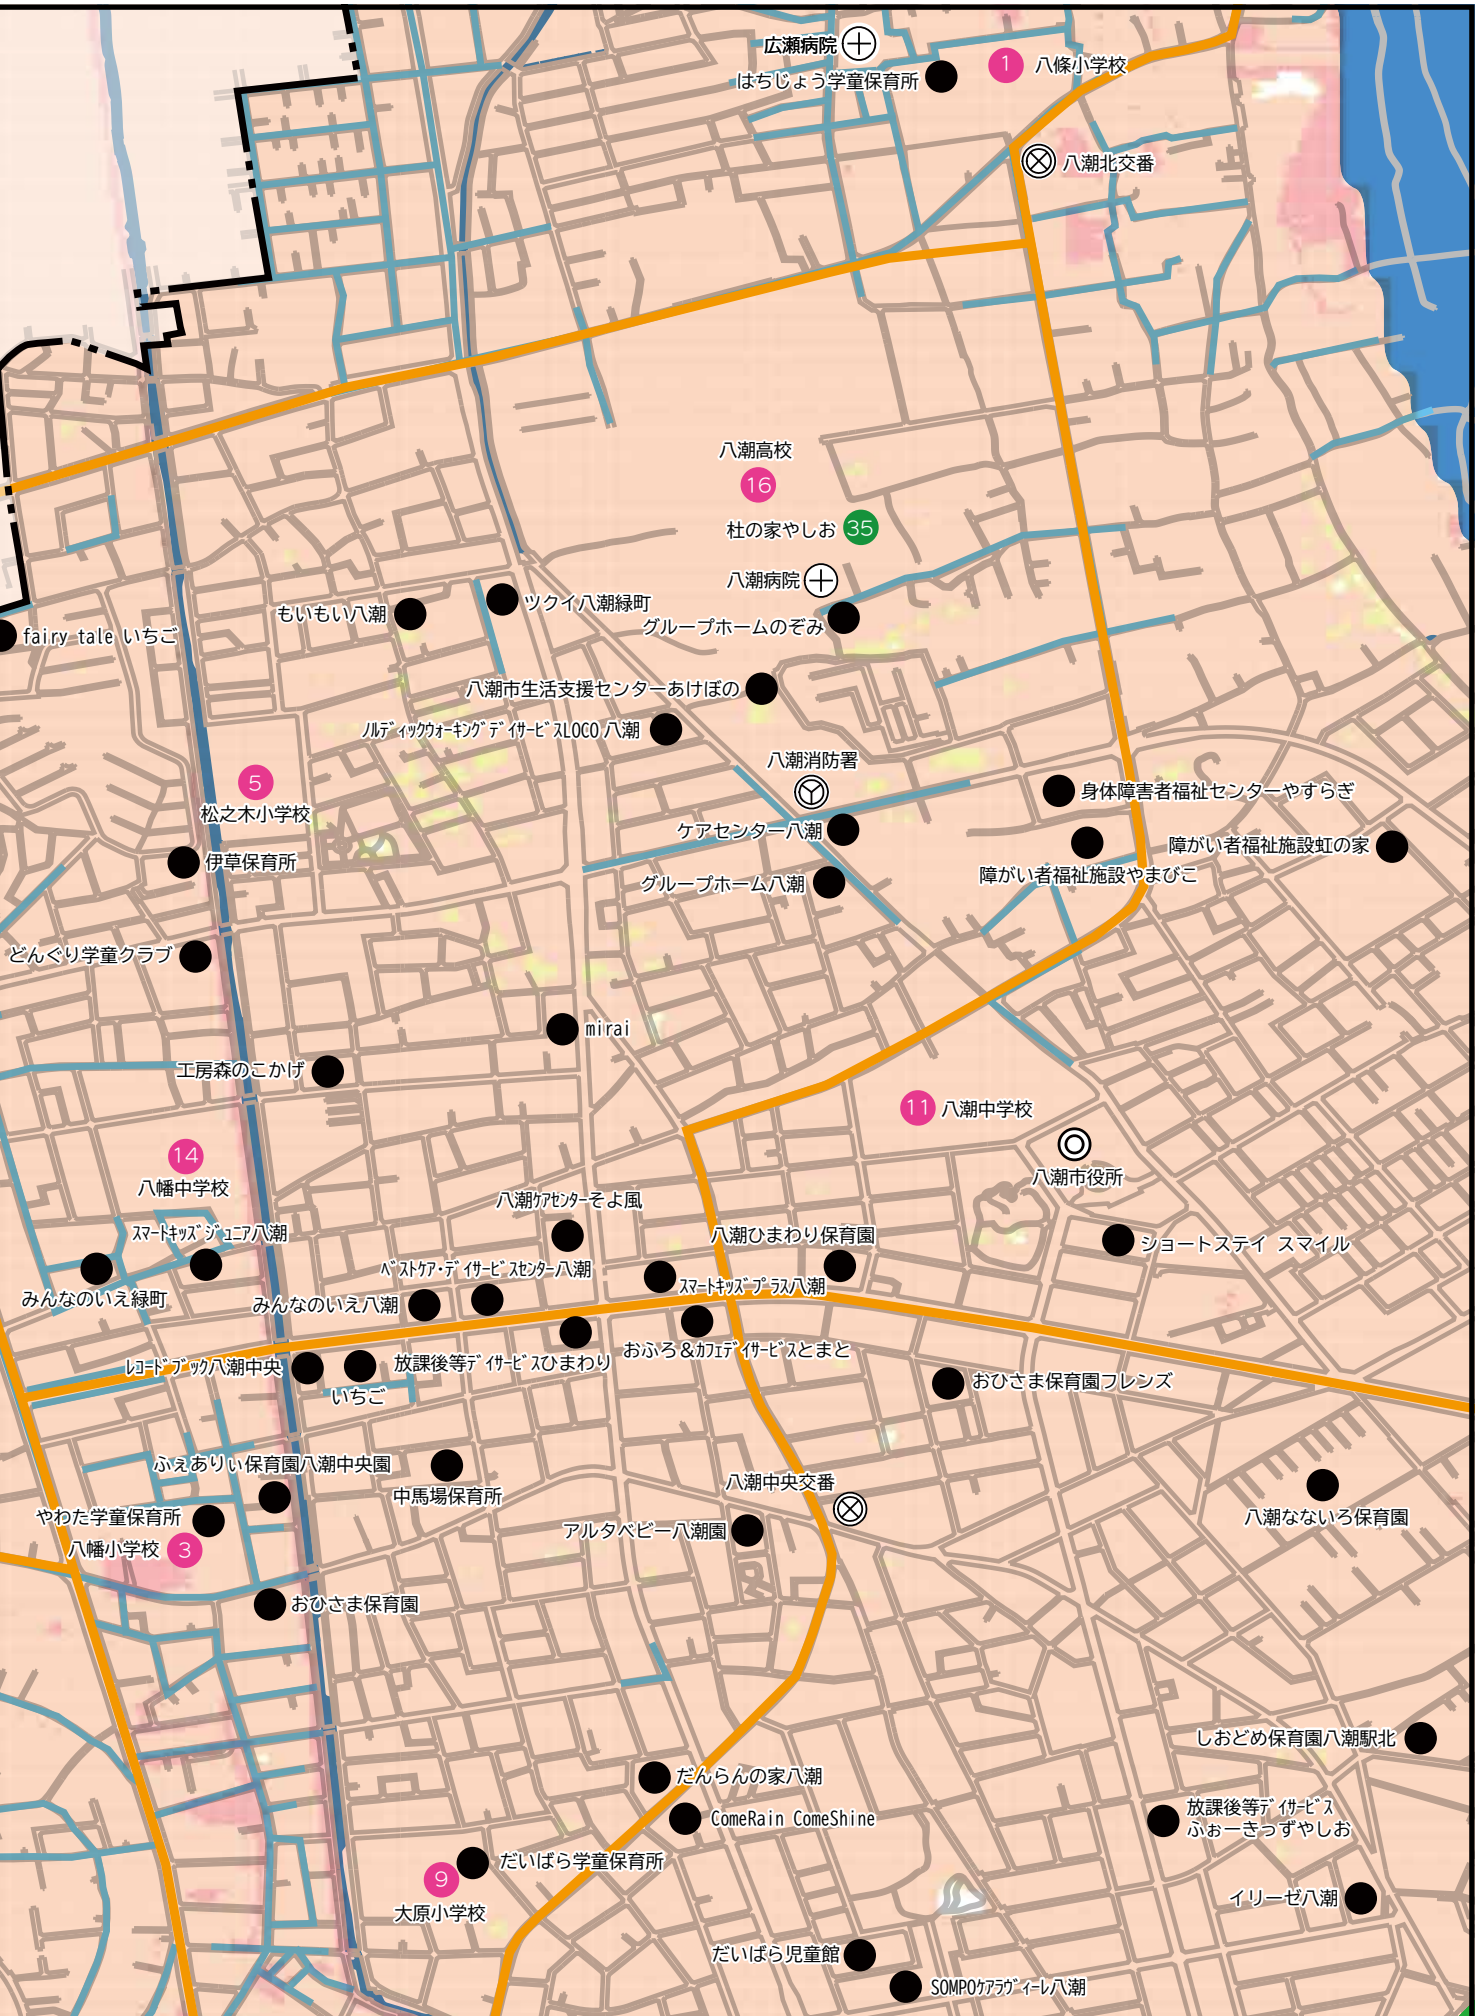 広瀬病院
はちじょう学童保育所
1
八條小学校
八潮北交番
八潮高校
16
杜の家やしお
35
八潮病院
グループホームのぞみ
もいもい八潮
ツクイ八潮緑町
fairy tale いちご
八潮市生活支援センターあけぼの
ﾉﾙﾃﾞｨｯｸｳｫｰｷﾝｸﾞﾃﾞｲｻｰﾋﾞｽLOCO 八潮
八潮消防署
5
松之木小学校
身体障害者福祉センターやすらぎ
ケアセンター八潮
障がい者福祉施設虹の家
伊草保育所
障がい者福祉施設やまびこ
グループホーム八潮
どんぐり学童クラブ
mirai
工房森のこかげ
11
八潮中学校
14
八幡中学校
八潮市役所
八潮ｹｱｾﾝﾀｰそよ風
ｽﾏｰﾄｷｯｽﾞｼﾞｭﾆｱ八潮
八潮ひまわり保育園
ショートステイ スマイル
ﾍﾞｽﾄｹｱ･ﾃﾞｲｻｰﾋﾞｽｾﾝﾀｰ八潮
ｽﾏｰﾄｷｯｽﾞﾌﾟﾗｽ八潮
みんなのいえ緑町
みんなのいえ八潮
おふろ＆ｶﾌｪﾃﾞｲｻｰﾋﾞｽとまと
ﾚｺｰﾄﾞﾌﾞｯｸ八潮中央
放課後等ﾃﾞｲｻｰﾋﾞｽひまわり
いちご
おひさま保育園フレンズ
ふぇありぃ保育園八潮中央園
中馬場保育所
八潮中央交番
やわた学童保育所
アルタベビー八潮園
八潮なないろ保育園
八幡小学校
3
おひさま保育園
しおどめ保育園八潮駅北
だんらんの家八潮
ComeRain ComeShine
放課後等ﾃﾞｲｻｰﾋﾞｽ
ふぉーきっずやしお
だいばら学童保育所
9
大原小学校
イリーゼ八潮
だいばら児童館
SOMPOｹｱﾗｳﾞｨｰﾚ八潮